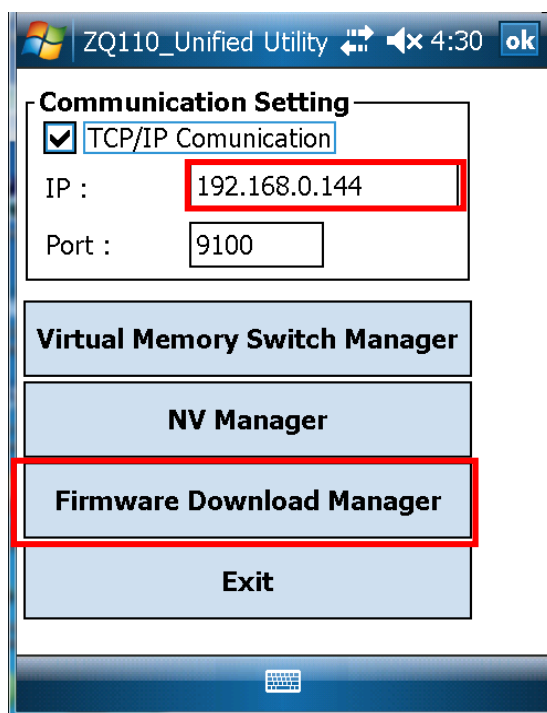 ZQ110_Unified Utility 4:30 ok
Communication Setting
TCP/IP Comunication
IP : 192.168.0.144
Port : 9100
Virtual Memory Switch Manager
NV Manager
Firmware Download Manager
Exit